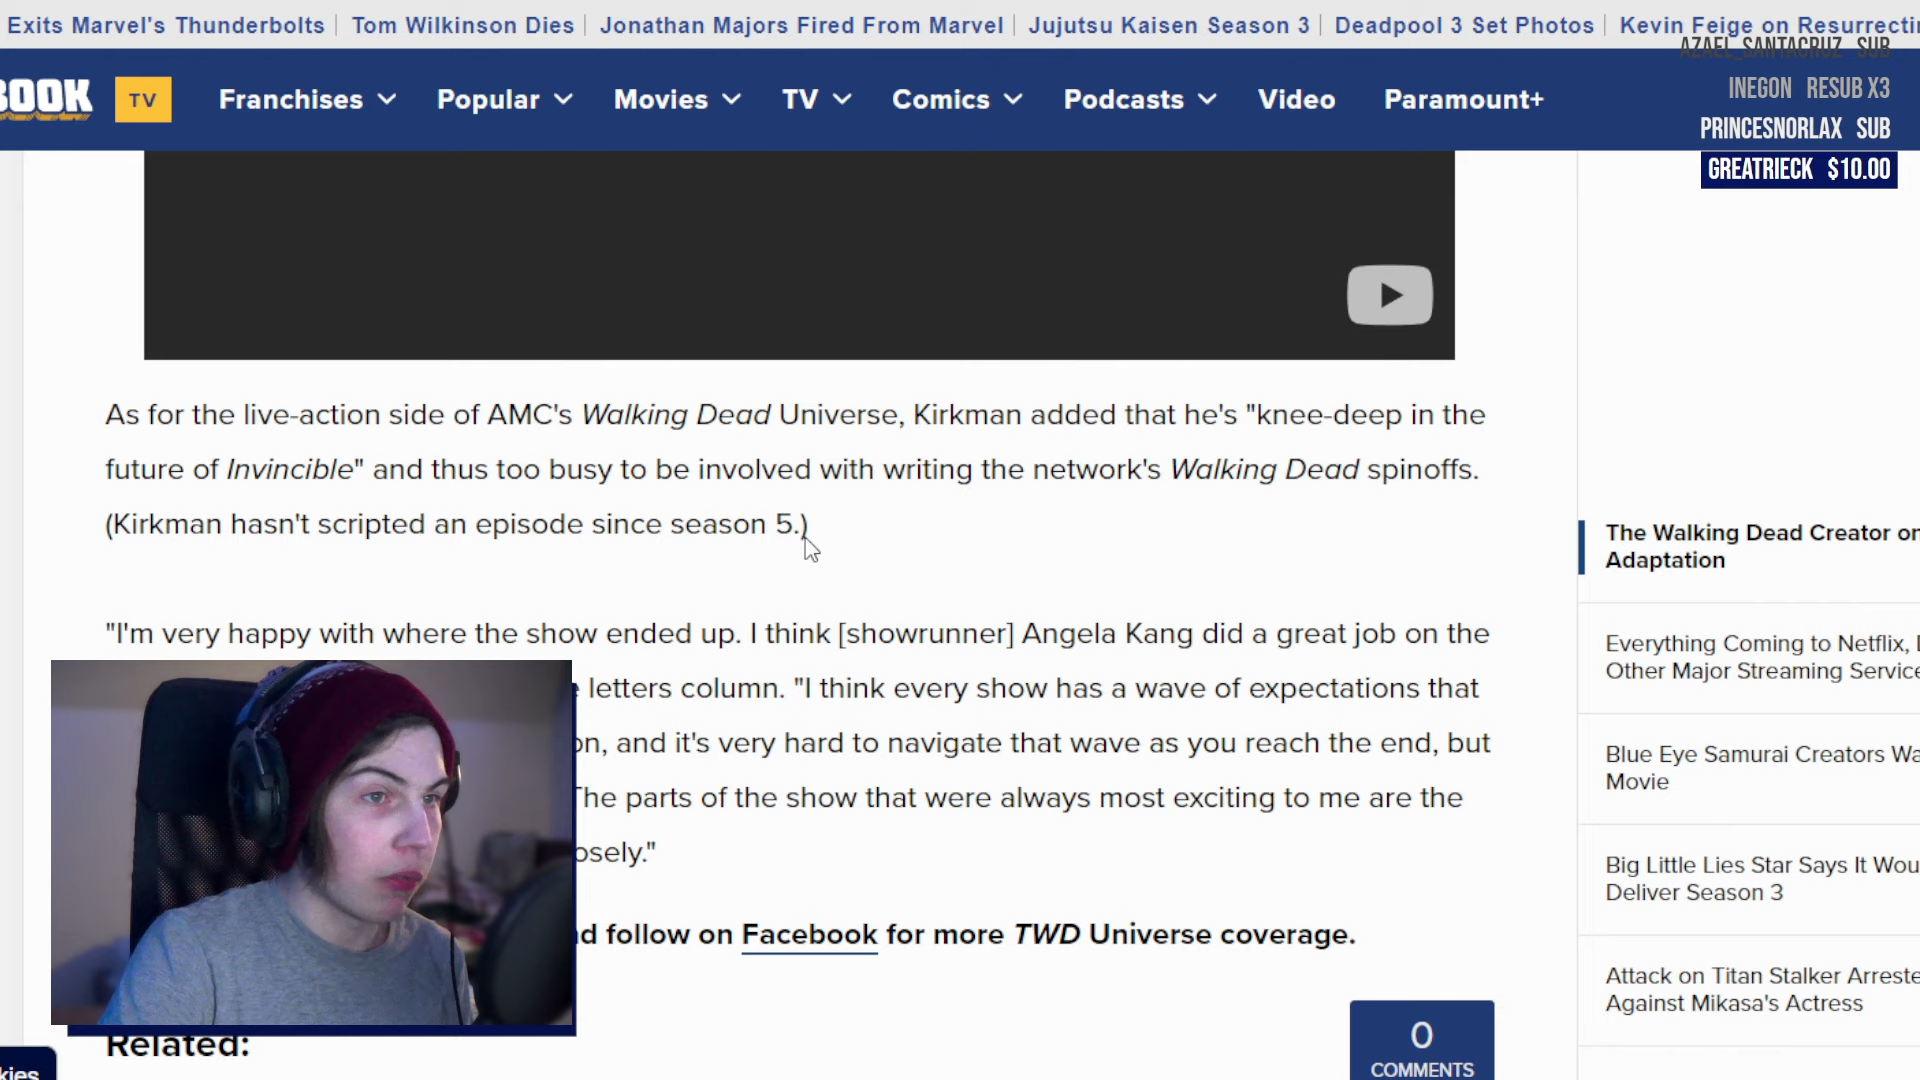 Exits Marvel's Thunderbolts Tom Wilkinson Dies Jonathan Majors Fired From Marvel Jujutsu Kaisen Season 3 Deadpool 3 Set Photos Kevin Feige on
AZAEL_SANTACRUZ SUB
BOOK TV Franchises Popular Movies TV Comics Podcasts Video Paramount+
INEGON RESUB X3
PRINCESNORLAX SUB
GREATRIECK $10.00
As for the live-action side of AMC's Walking Dead Universe, Kirkman added that he's "knee-deep in the
future of Invincible" and thus too busy to be involved with writing the network's Walking Dead spinoffs.
(Kirkman hasn't scripted an episode since season 5.)
"I'm very happy with where the show ended up. I think [showrunner] Angela Kang did a great job on the
letters column. "I think every show has a wave of expectations that
on, and it's very hard to navigate that wave as you reach the end, but
The parts of the show that were always most exciting to me are the
osely."
nd follow on Facebook for more TWD Universe coverage.
Related:
0
COMMENTS
kies
The Walking Dead Creator on
Adaptation
Everything Coming to Netflix,
Other Major Streaming Service
Blue Eye Samurai Creators Wa
Movie
Big Little Lies Star Says It Wou
Deliver Season 3
Attack on Titan Stalker Arreste
Against Mikasa's Actress